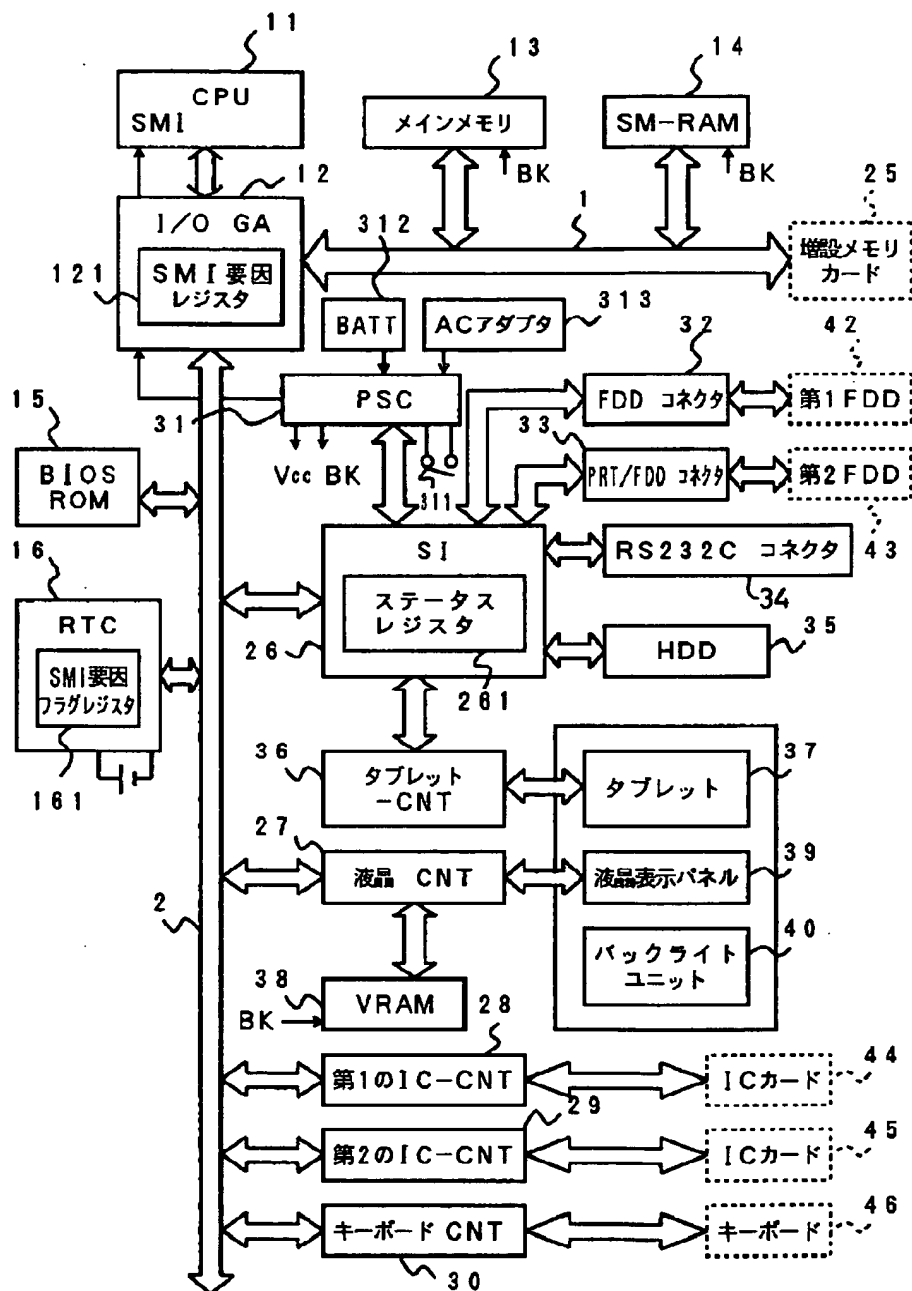 11
CPU
SMI
13
メインメモリ
BK
14
SM-RAM
BK
12
I/O GA
121
SMI要因
レジスタ
1
25
増設メモリ
カード
312
BATT
313
ACアダプタ
31
PSC
Vcc BK
311
32
FDD コネクタ
42
第1FDD
33
PRT/FDD コネクタ
第2FDD
43
15
BIOS
ROM
SI
ステータス
レジスタ
26
261
RS232C コネクタ
34
35
HDD
16
RTC
SMI要因
フラグレジスタ
161
36
タブレット
-CNT
37
タブレット
27
液晶 CNT
39
液晶表示パネル
2
40
バックライト
ユニット
38
VRAM
BK
28
第1のIC-CNT
44
ICカード
29
第2のIC-CNT
45
ICカード
キーボード CNT
30
46
キーボード